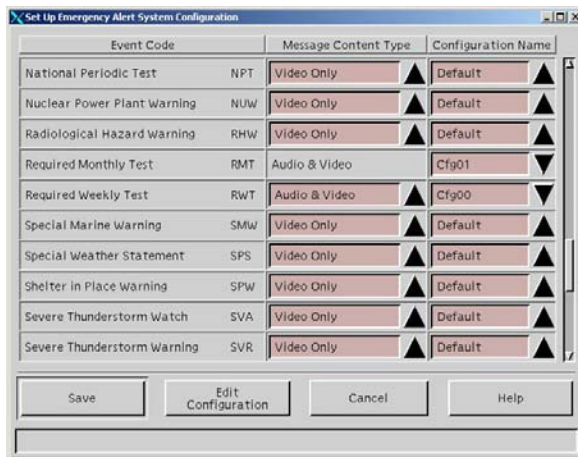 Set Up Emergency Alert System Configuration
Event Code Message Content Type Configuration Name
National Periodic Test NPT Video Only Default
Nuclear Power Plant Warning NUW Video Only Default
Radiological Hazard Warning RHW Video Only Default
Required Monthly Test RMT Audio & Video Cfg01
Required Weekly Test RWT Audio & Video Cfg00
Special Marine Warning SMW Video Only Default
Special Weather Statement SPS Video Only Default
Shelter in Place Warning SPW Video Only Default
Severe Thunderstorm Watch SVA Video Only Default
Severe Thunderstorm Warning SVR Video Only Default
Save Edit Configuration Cancel Help